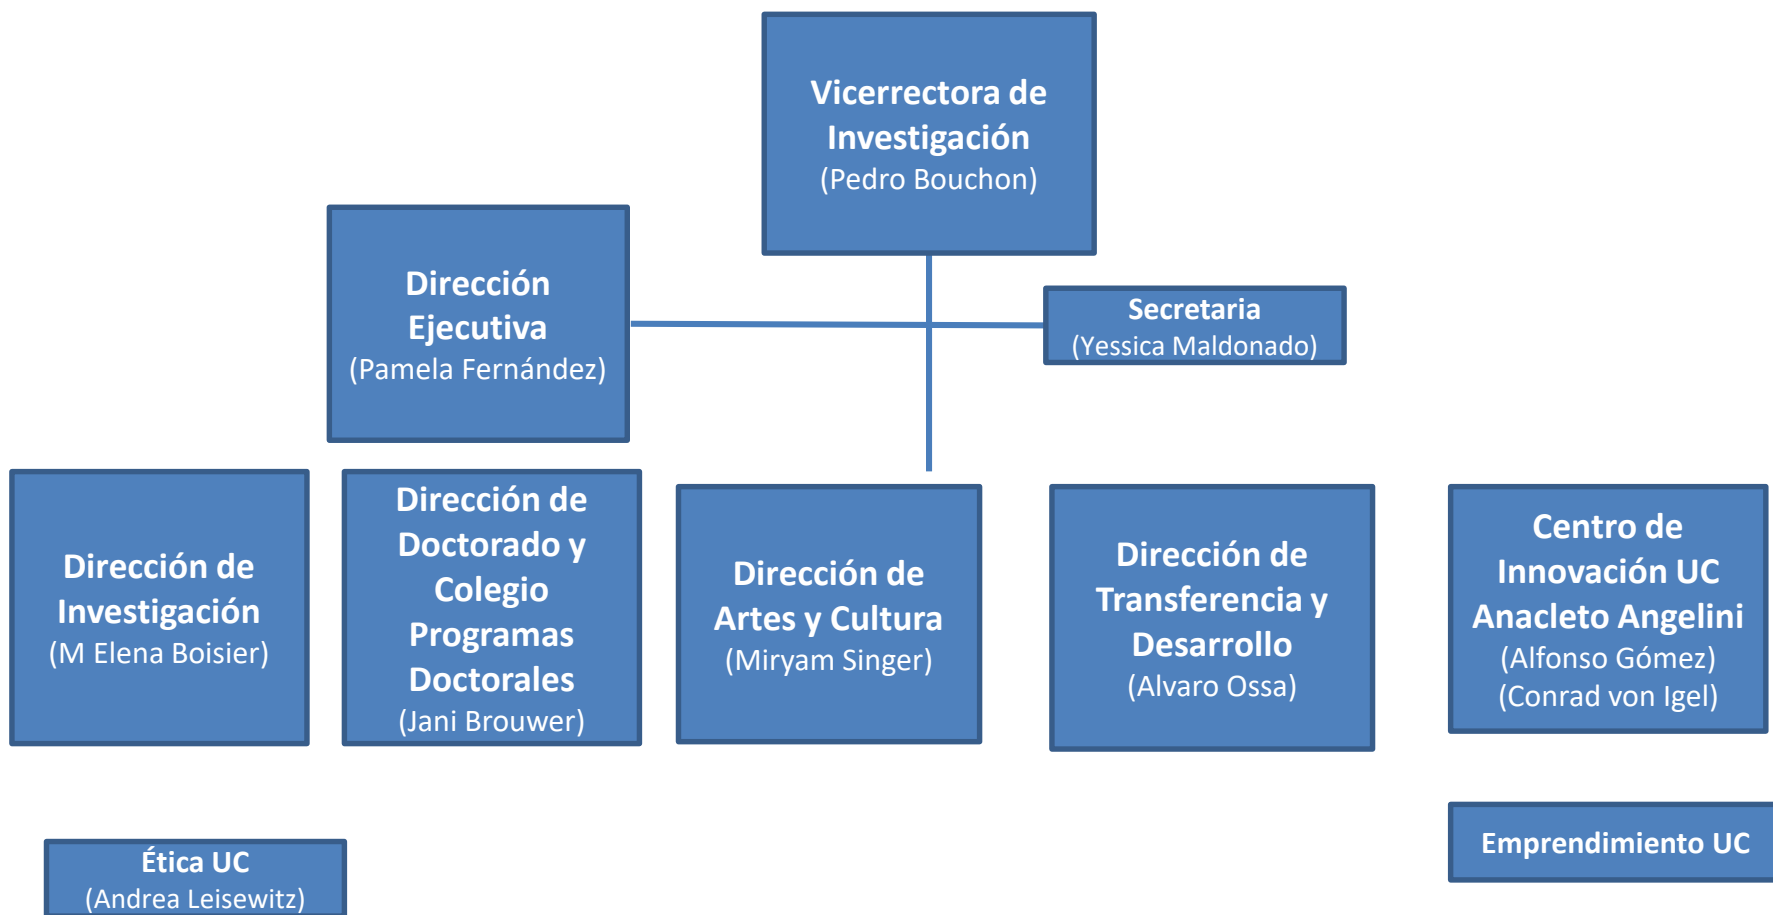 Vicerrectora de
Investigación
(Pedro Bouchon)
Dirección
Ejecutiva
(Pamela Fernández)
Secretaria
(Yessica Maldonado)
Dirección de
Investigación
(M Elena Boisier)
Dirección de
Doctorado y
Colegio
Programas
Doctorales
(Jani Brouwer)
Dirección de
Artes y Cultura
(Miryam Singer)
Dirección de
Transferencia y
Desarrollo
(Alvaro Ossa)
Centro de
Innovación UC
Anacleto Angelini
(Alfonso Gómez)
(Conrad von Igel)
Ética UC
(Andrea Leisewitz)
Emprendimiento UC